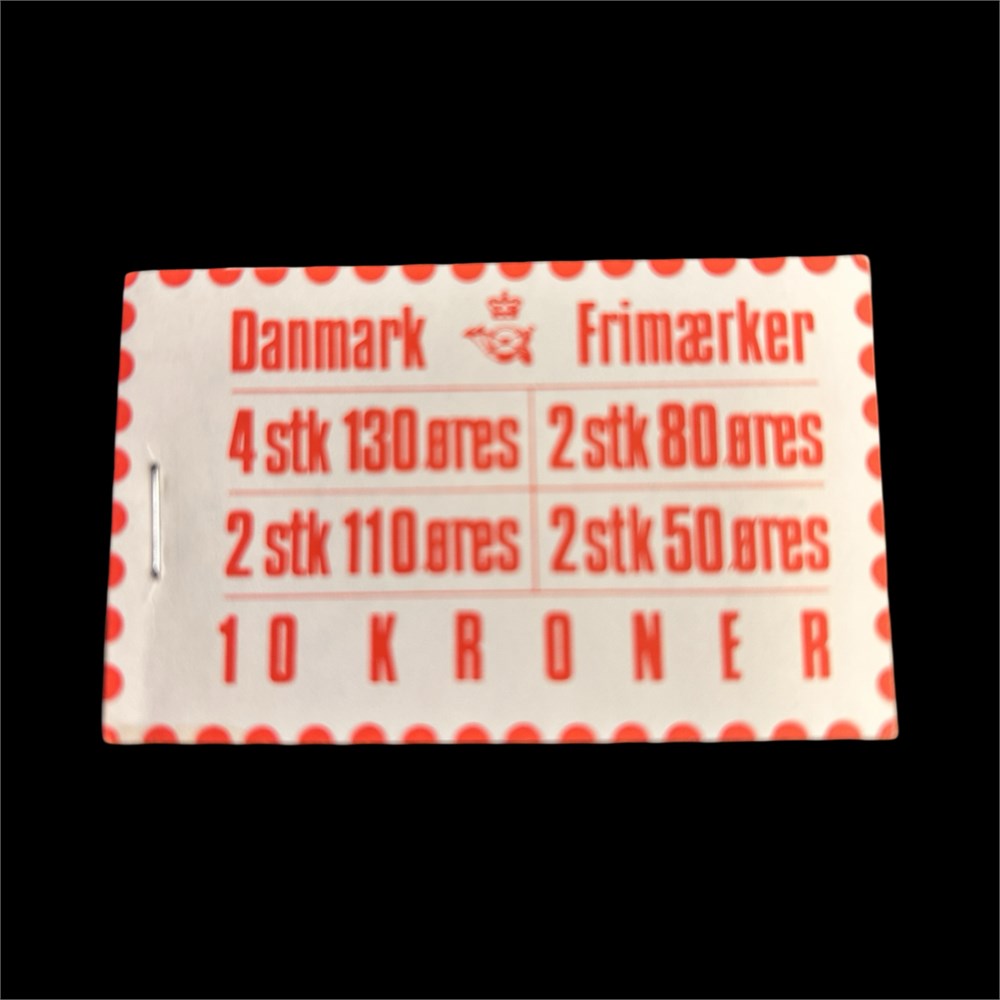 Danmark Frimærker
4 stk 130 øres 2 stk 80 øres
2 stk 110 øres 2 stk 50 øres
10 KRONER